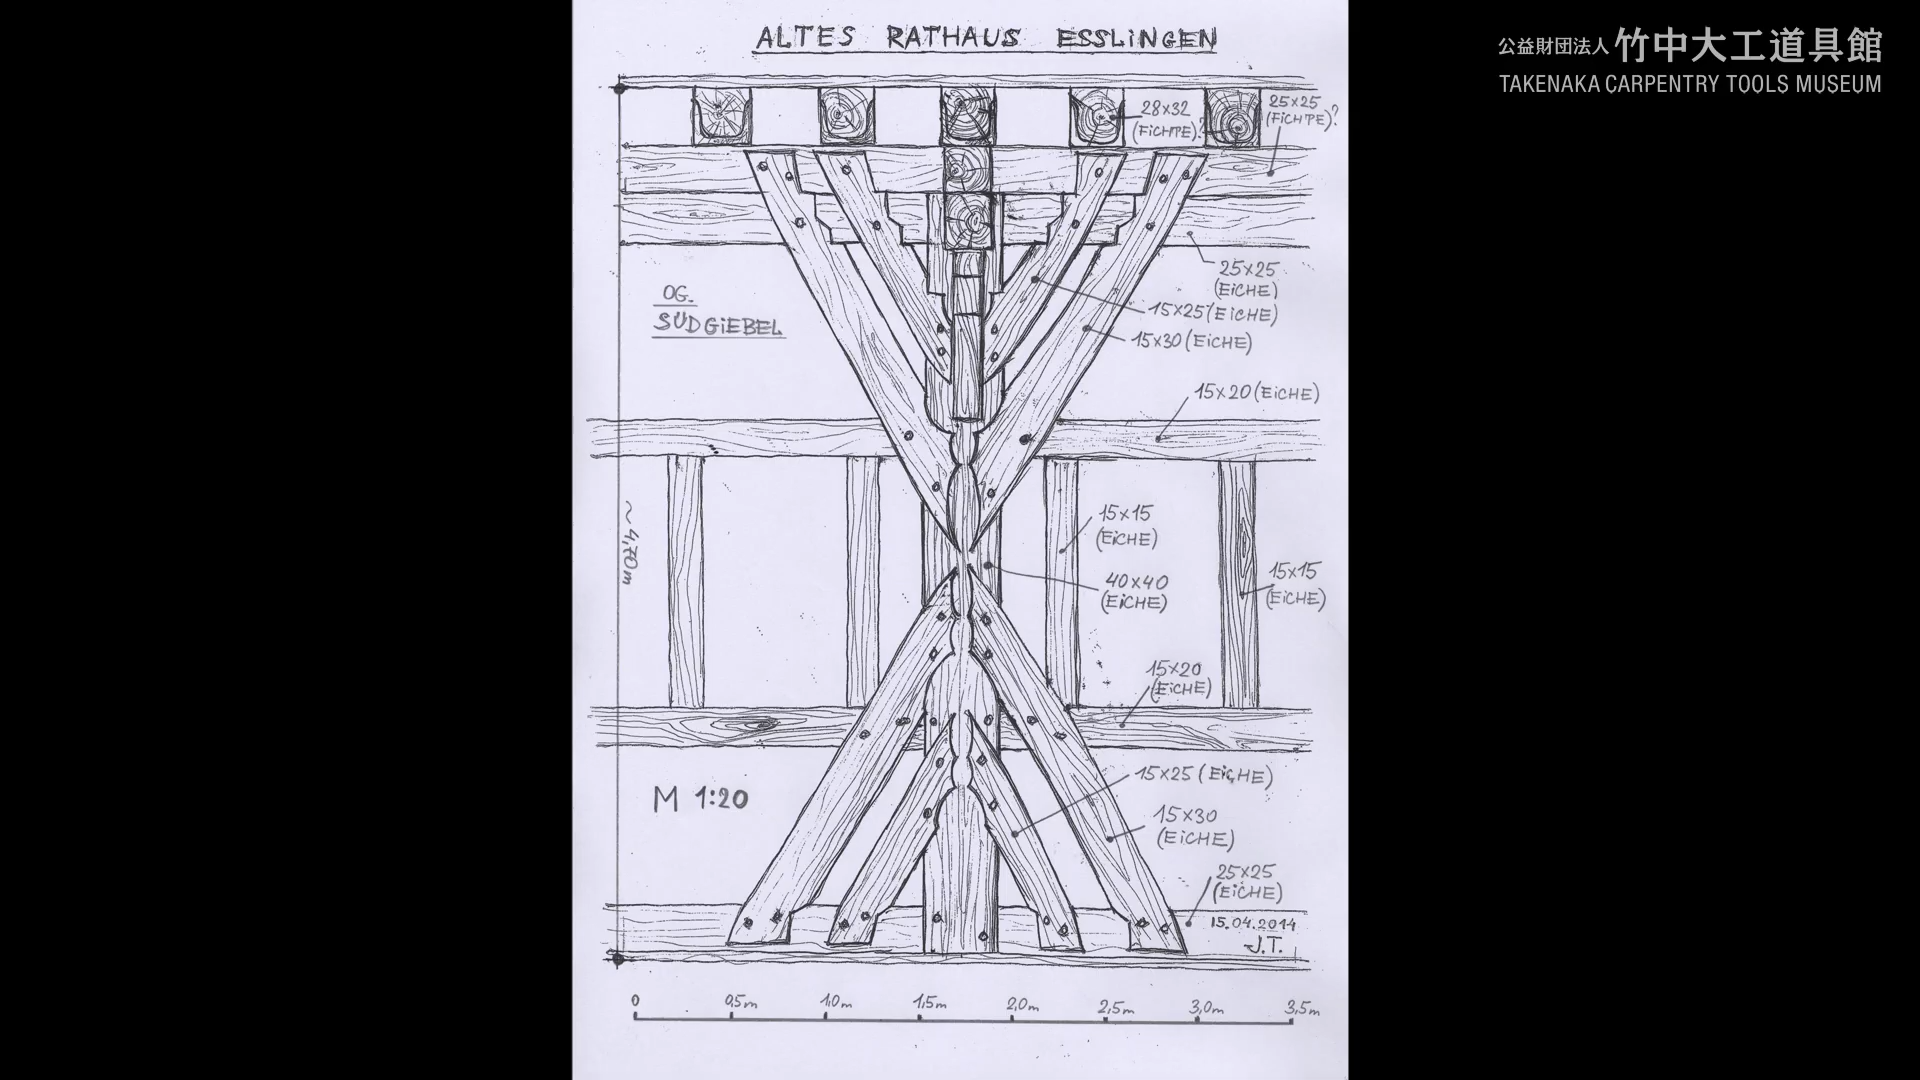 ALTES RATHAUS ESSLINGEN
公益財団法人 竹中大工道具館
TAKENAKA CARPENTRY TOOLS MUSEUM
28x32
(FICHTE)?
25x25
(FICHTE)?
25x25
(EICHE)
OG.
SÜDGIEBEL
15x25 (EICHE)
15x30 (EICHE)
15x20 (EICHE)
~4,70m
15x15
(EICHE)
40x40
(EICHE)
15x15
(EICHE)
15x20
(EICHE)
M 1:20
15x25 (EICHE)
15x30
(EICHE)
25x25
(EICHE)
15.04.2014
J.T.
0 0,5m 1,0m 1,5m 2,0m 2,5m 3,0m 3,5m